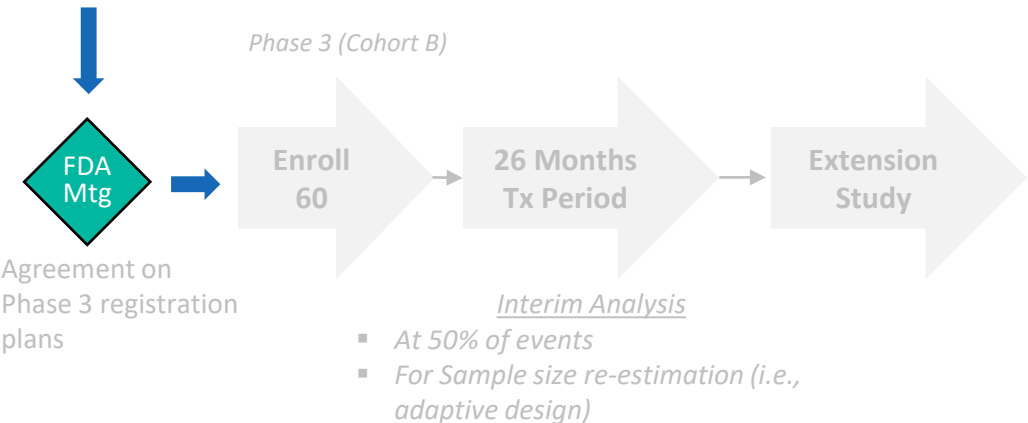 Phase 3 (Cohort B)
FDA
Mtg
Enroll
60
26 Months
Tx Period
Extension
Study
Agreement on
Phase 3 registration
plans
Interim Analysis
▪ At 50% of events
▪ For Sample size re-estimation (i.e.,
adaptive design)